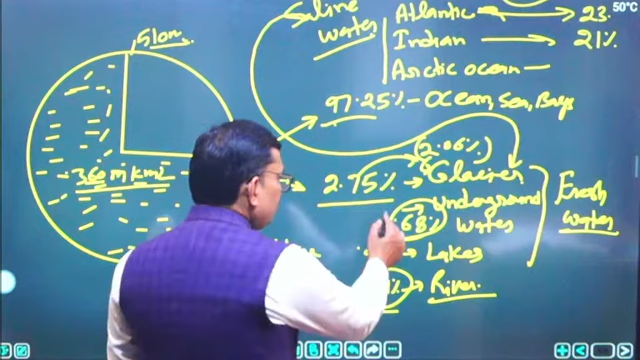 Saline water
Atlantic → 23.
Indian → 21%
Arctic ocean —
510m
97.25% - Ocean, Sea, Bays
360 m km²
(2.06%)
2.75% → Glacier
Underground
68% Water
→ Lakes
% → River
Fresh water
50°C